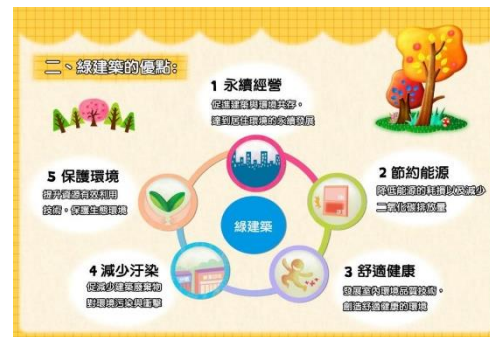 二、綠建築的優點:
1 永續經營
促進建築與環境共存，
達到居住環境的永續發展
2 節約能源
降低能源的耗損以及減少
二氧化碳排放量
3 舒適健康
發展室內環境品質技術，
創造舒適健康的環境
4 減少汙染
促減少建築廢棄物
對環境污染與衝擊
5 保護環境
提升資源有效利用
技術，保護生態環境
綠建築